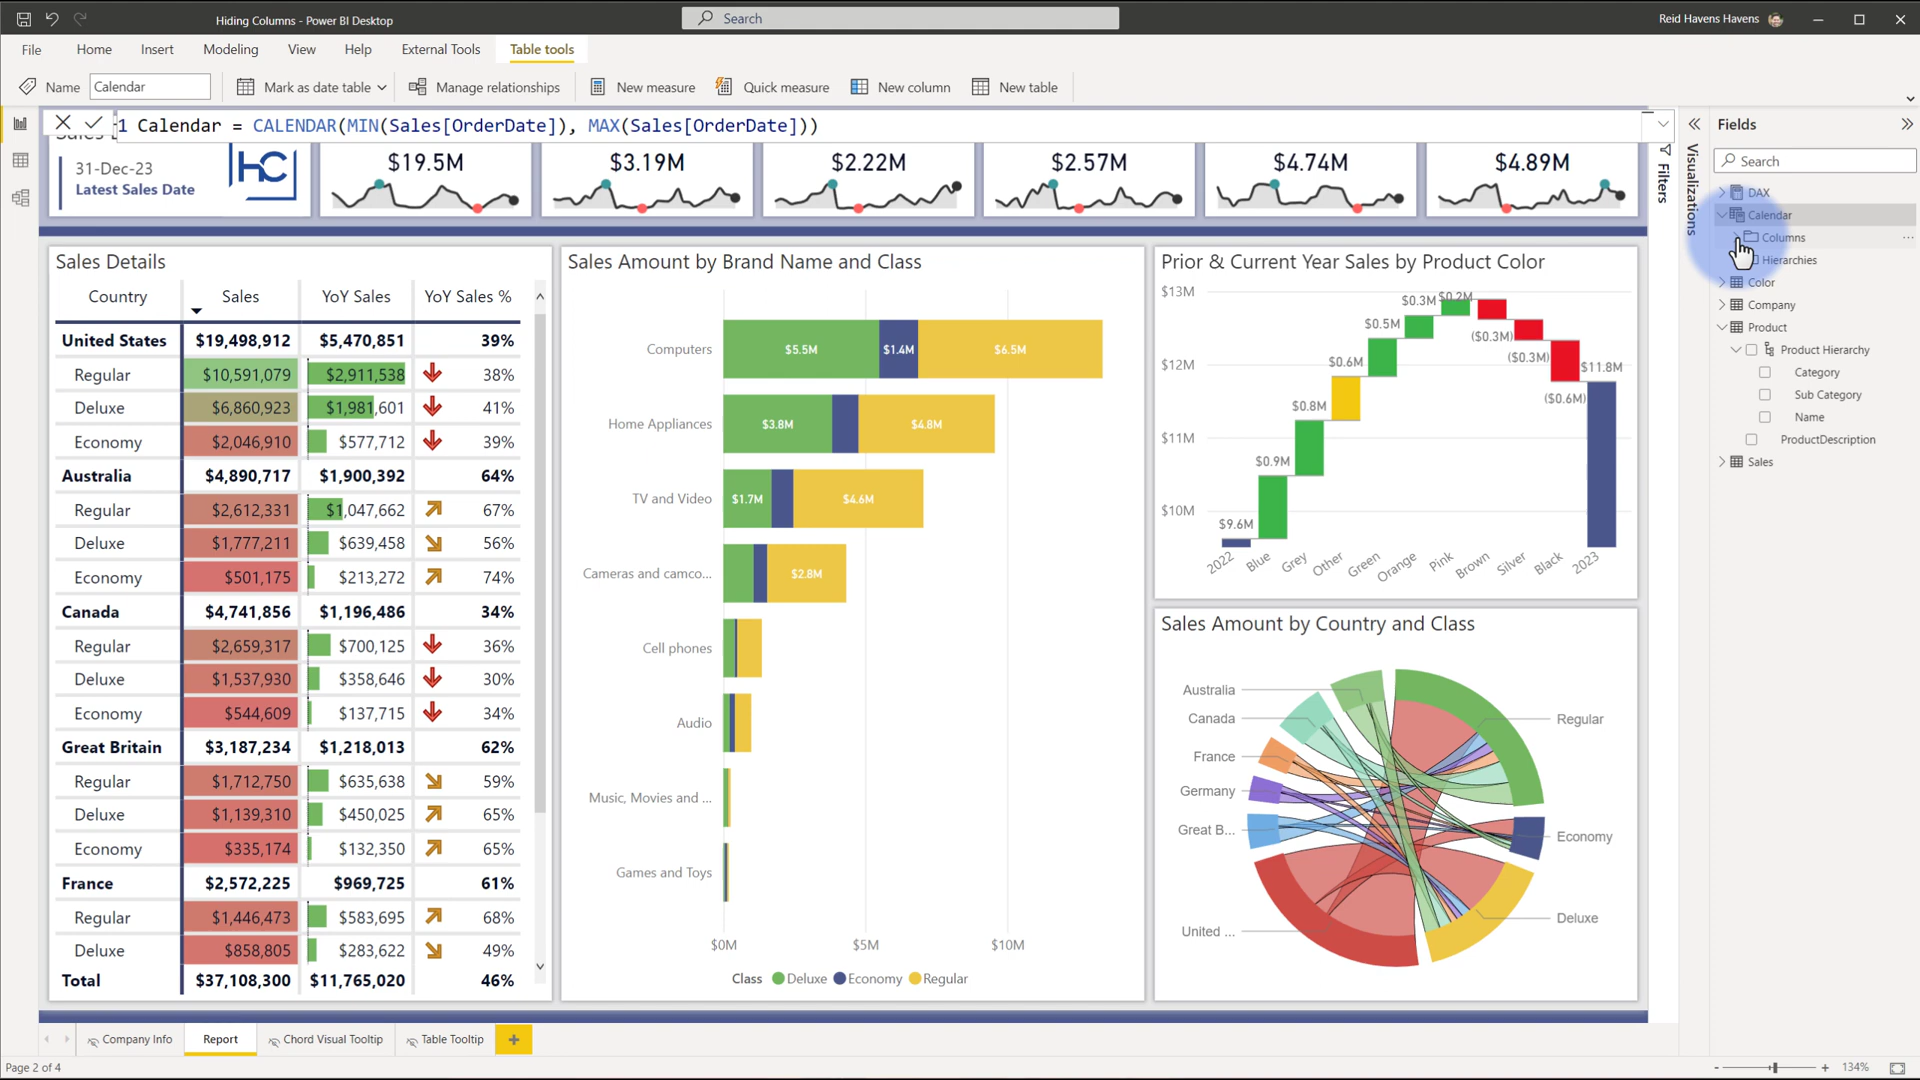 Hiding Columns - Power BI Desktop
Search
Reid Havens Havens
File Home Insert Modeling View Help External Tools Table tools
Name Calendar Mark as date table Manage relationships New measure Quick measure New column New table
1 Calendar = CALENDAR(MIN(Sales[OrderDate]), MAX(Sales[OrderDate]))
31-Dec-23
Latest Sales Date
HC
$19.5M $3.19M $2.22M $2.57M $4.74M $4.89M
Sales Details
Country Sales YoY Sales YoY Sales %
United States $19,498,912 $5,470,851 39%
Regular $10,591,079 $2,911,538 38%
Deluxe $6,860,923 $1,981,601 41%
Economy $2,046,910 $577,712 39%
Australia $4,890,717 $1,900,392 64%
Regular $2,612,331 $1,047,662 67%
Deluxe $1,777,211 $639,458 56%
Economy $501,175 $213,272 74%
Canada $4,741,856 $1,196,486 34%
Regular $2,659,317 $700,125 36%
Deluxe $1,537,930 $358,646 30%
Economy $544,609 $137,715 34%
Great Britain $3,187,234 $1,218,013 62%
Regular $1,712,750 $635,638 59%
Deluxe $1,139,310 $450,025 65%
Economy $335,174 $132,350 65%
France $2,572,225 $969,725 61%
Regular $1,446,473 $583,695 68%
Deluxe $858,805 $283,622 49%
Total $37,108,300 $11,765,020 46%
Sales Amount by Brand Name and Class
Computers $5.5M $1.4M $6.5M
Home Appliances $3.8M $4.8M
TV and Video $1.7M $4.6M
Cameras and camco... $2.8M
Cell phones
Audio
Music, Movies and ...
Games and Toys
$0M $5M $10M
Class Deluxe Economy Regular
Prior & Current Year Sales by Product Color
$13M
$12M
$11M
$10M
$9.6M $0.9M $0.8M $0.6M $0.5M $0.3M $0.2M ($0.3M) ($0.3M) ($0.6M) $11.8M
2022 Blue Grey Other Green Orange Pink Brown Silver Black 2023
Sales Amount by Country and Class
Australia
Canada
France
Germany
Great B...
United ...
Regular
Economy
Deluxe
Filters
Visualizations
Fields
Search
DAX
Calendar
Columns
Hierarchies
Color
Company
Product
Product Hierarchy
Category
Sub Category
Name
ProductDescription
Sales
Company Info Report Chord Visual Tooltip Table Tooltip +
Page 2 of 4
- + 134%